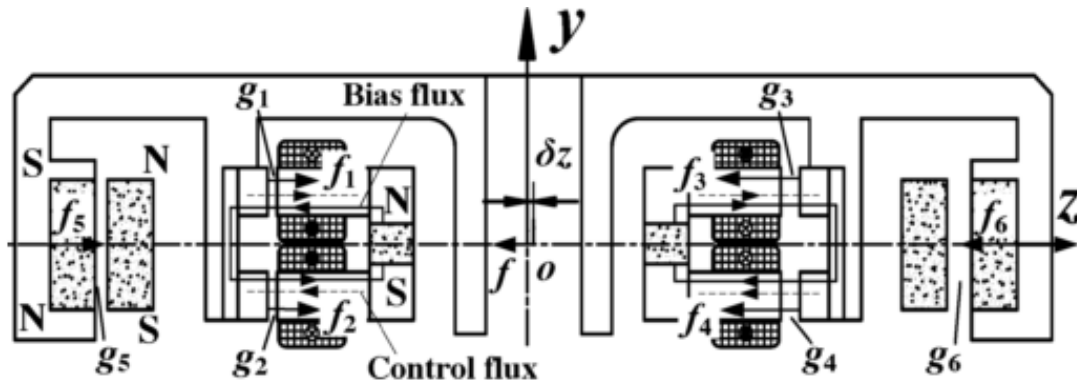 y
g1
Bias flux
g3
S
N
f1
N
δz
f3
f5
f
o
f6
z
N
S
S
f2
f4
g5
g2
Control flux
g4
g6